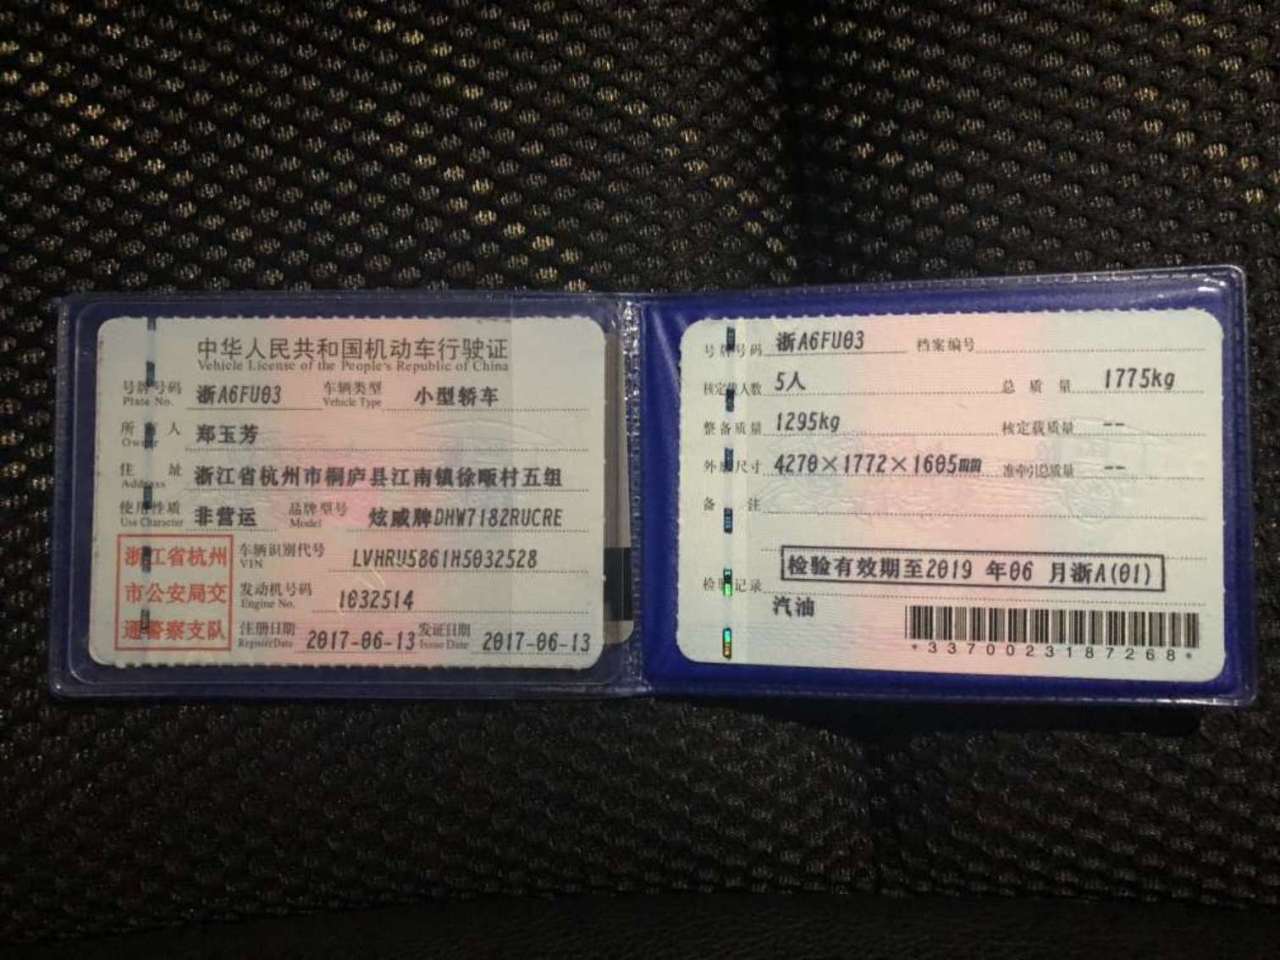 中华人民共和国机动车行驶证
Vehicle License of the People's Republic of China
号牌号码 浙A6FU03 车辆类型 小型轿车
Plate No. Vehicle Type
所有人 郑玉芳
Owner
住址 浙江省杭州市桐庐县江南镇徐畈村五组
Address
使用性质 非营运 品牌型号 炫威牌DHW7182RUCRE
Use Character Model
浙江省杭州
市公安局交
通警察支队
车辆识别代号 LVHRU5861H5032528
VIN
发动机号码 1032514
Engine No.
注册日期 2017-06-13 发证日期 2017-06-13
Register Date Issue Date
号牌号码 浙A6FU03 档案编号
核定载人数 5人 总质量 1775kg
整备质量 1295kg 核定载质量 --
外廓尺寸 4270×1772×1605mm 准牵引总质量 --
备注
检验记录 检验有效期至2019 年06 月浙A(01)
汽油
*3370023187268*